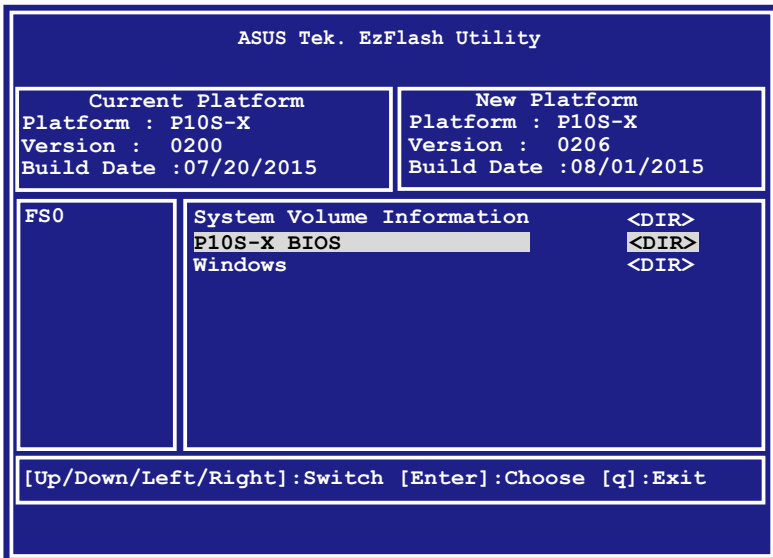 ASUS Tek. EzFlash Utility
Current Platform
Platform : P10S-X
Version : 0200
Build Date :07/20/2015
New Platform
Platform : P10S-X
Version : 0206
Build Date :08/01/2015
FS0
System Volume Information <DIR>
P10S-X BIOS <DIR>
Windows <DIR>
[Up/Down/Left/Right]:Switch [Enter]:Choose [q]:Exit